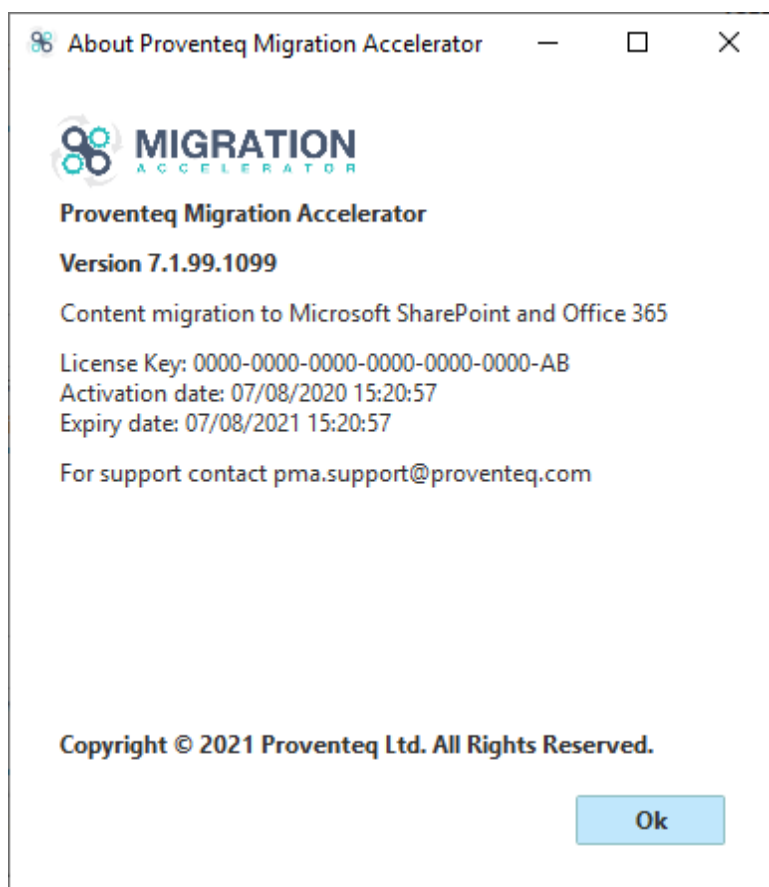 About Proventeq Migration Accelerator
MIGRATION
ACCELERATOR
Proventeq Migration Accelerator
Version 7.1.99.1099
Content migration to Microsoft SharePoint and Office 365
License Key: 0000-0000-0000-0000-0000-0000-AB
Activation date: 07/08/2020 15:20:57
Expiry date: 07/08/2021 15:20:57
For support contact pma.support@proventeq.com
Copyright © 2021 Proventeq Ltd. All Rights Reserved.
Ok